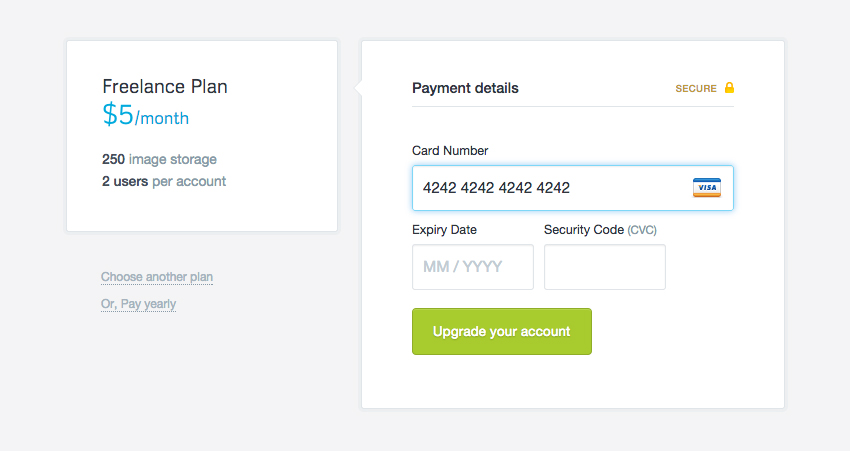 Freelance Plan
$5/month
250 image storage
2 users per account
Choose another plan
Or, Pay yearly
Payment details
SECURE
Card Number
4242 4242 4242 4242
VISA
Expiry Date
MM / YYYY
Security Code (CVC)
Upgrade your account